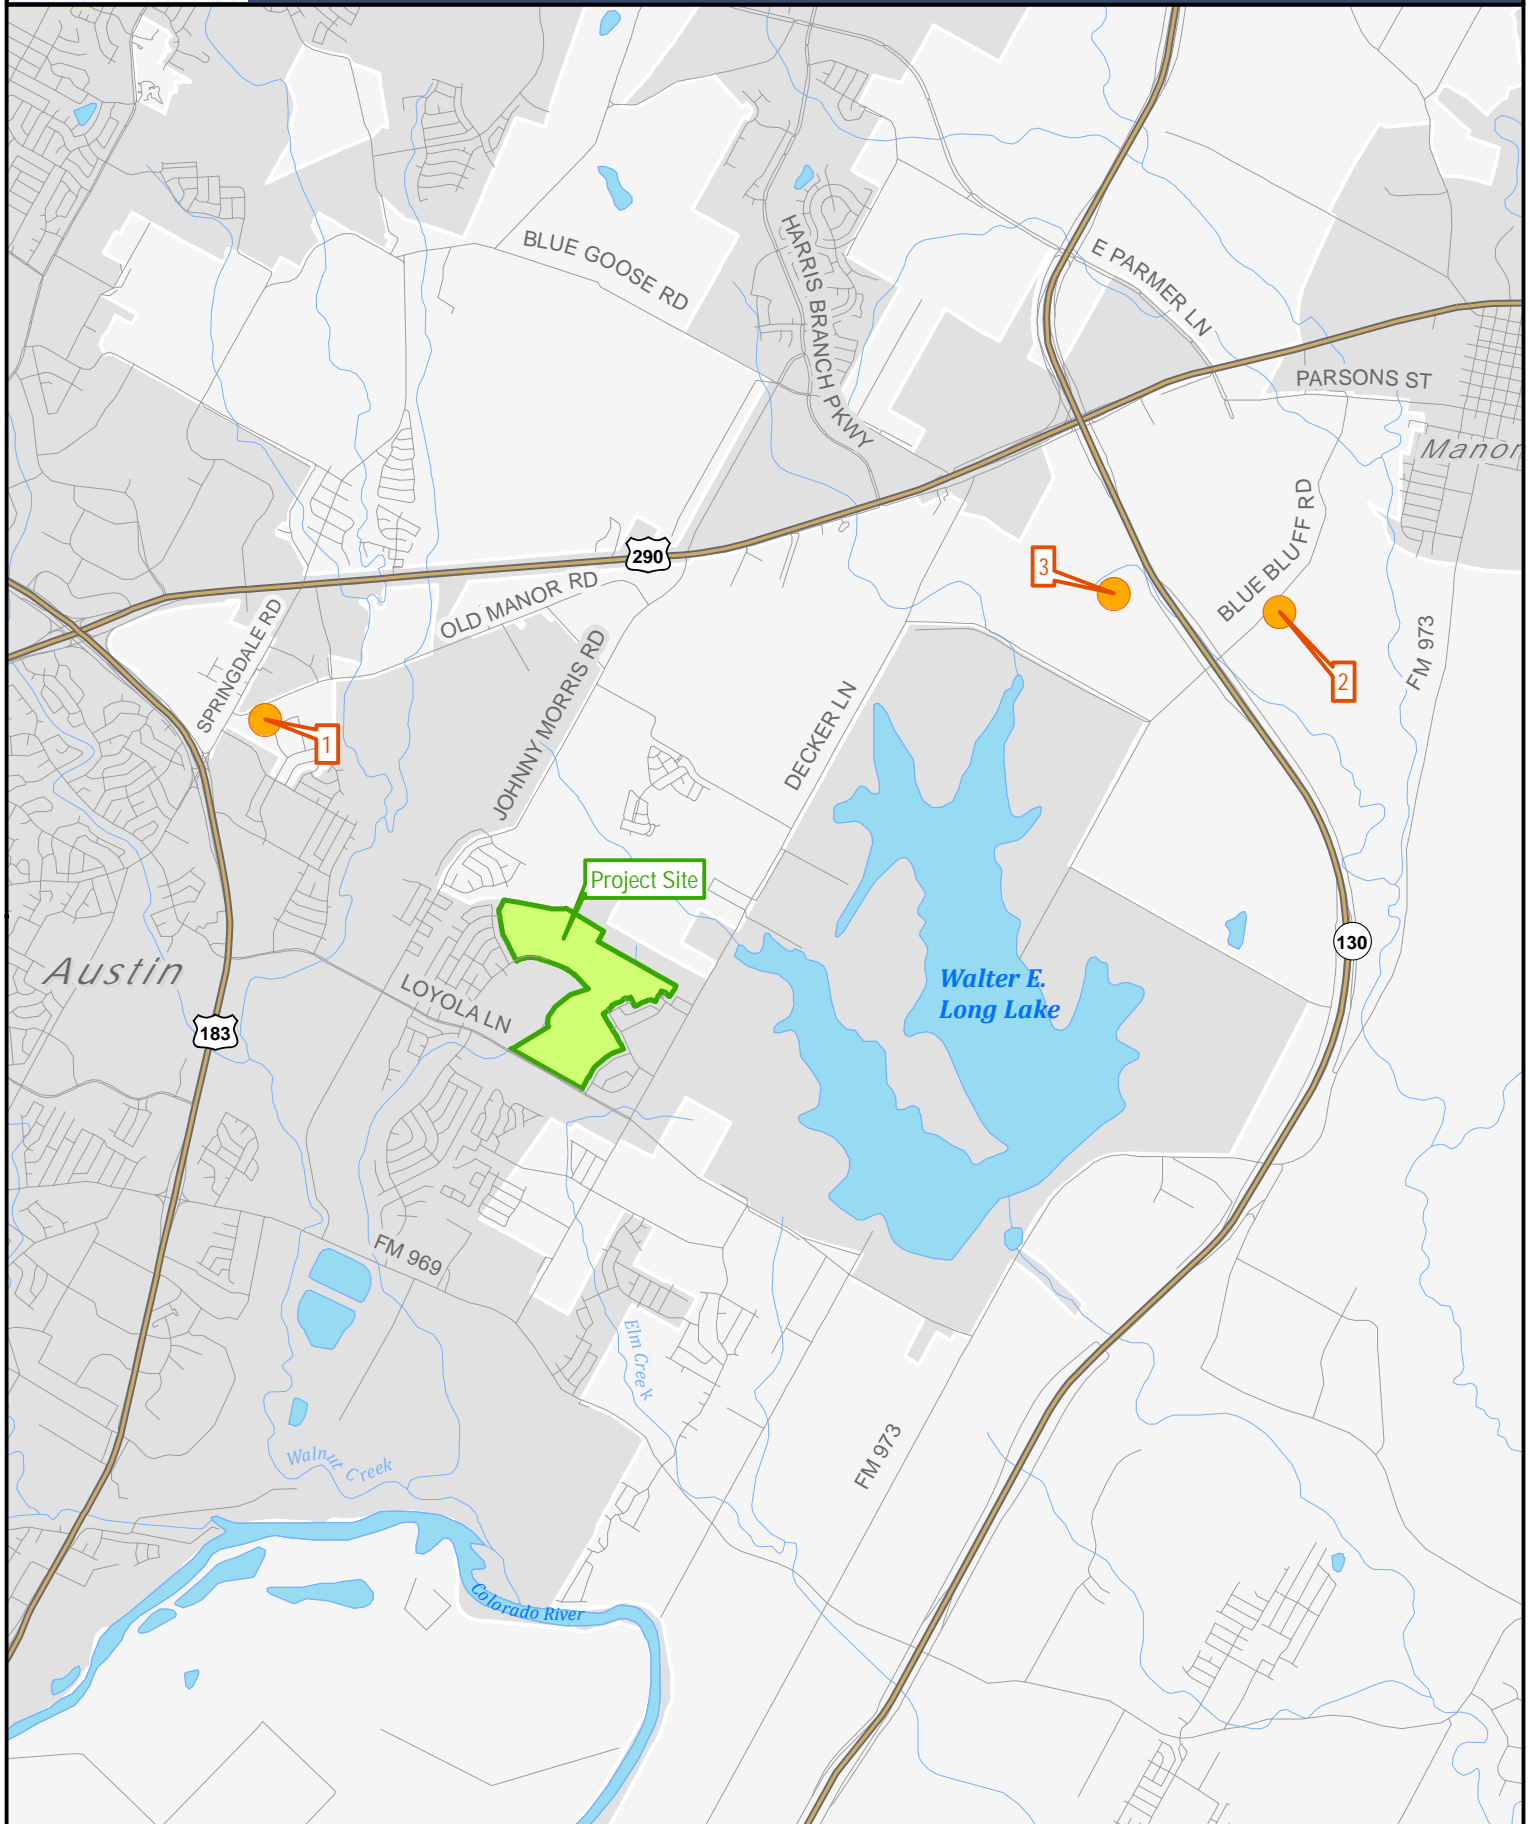 BLUE GOOSE RD
HARRIS BRANCH PKWY
E PARMER LN
PARSONS ST
Manor
290
OLD MANOR RD
SPRINGDALE RD
JOHNNY MORRIS RD
DECKER LN
BLUE BLUFF RD
FM 973
3
2
1
Project Site
Austin
LOYOLA LN
183
130
Walter E.
Long Lake
FM 969
Elm Creek
FM 973
Walnut Creek
Colorado River